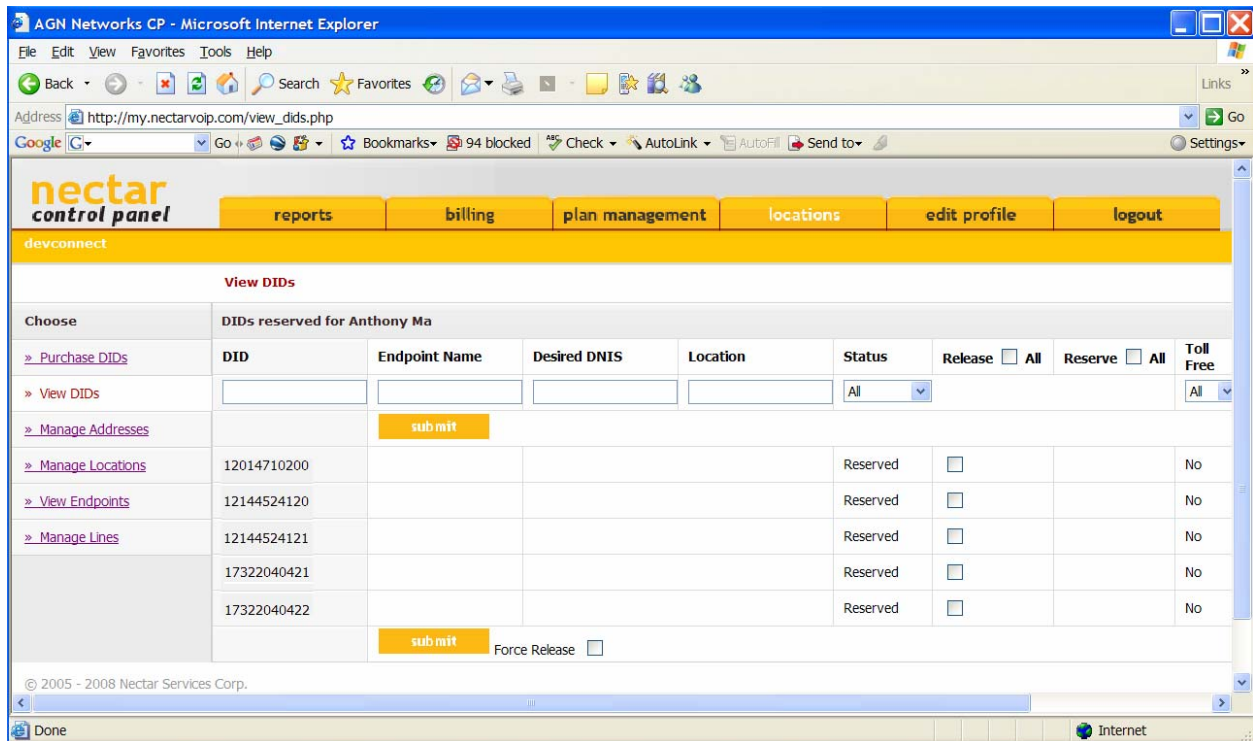 AGN Networks CP - Microsoft Internet Explorer
File Edit View Favorites Tools Help
Back Search Favorites Links
Address http://my.nectarvoip.com/view_dids.php Go
Google G Go Bookmarks 94 blocked ABC Check AutoLink AutoFill Send to Settings
nectar
control panel
reports billing plan management locations edit profile logout
devconnect
View DIDs
Choose DIDs reserved for Anthony Ma
» Purchase DIDs DID Endpoint Name Desired DNIS Location Status Release All Reserve All Toll Free
» View DIDs All All
» Manage Addresses submit
» Manage Locations 12014710200 Reserved No
» View Endpoints 12144524120 Reserved No
» Manage Lines 12144524121 Reserved No
17322040421 Reserved No
17322040422 Reserved No
submit Force Release
© 2005 - 2008 Nectar Services Corp.
Done Internet